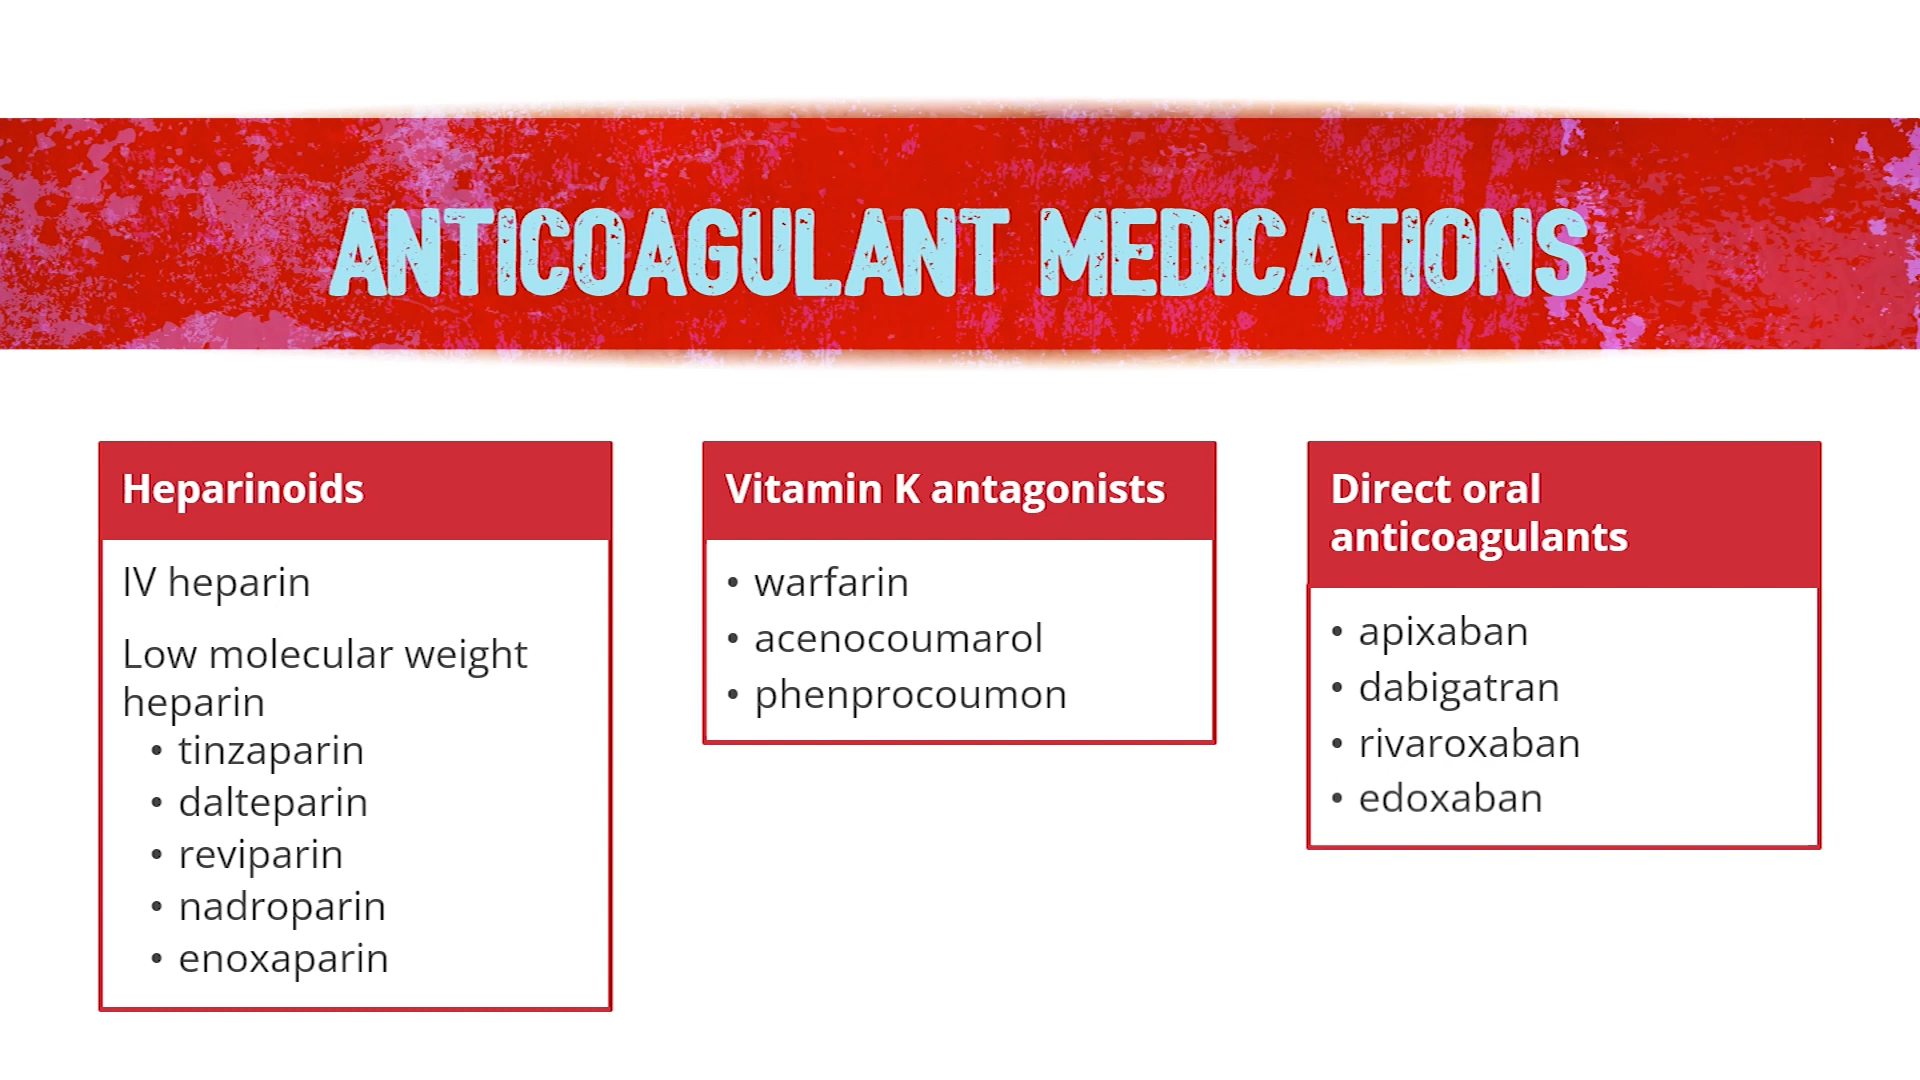 ANTICOAGULANT MEDICATIONS
Heparinoids
IV heparin
Low molecular weight
heparin
• tinzaparin
• dalteparin
• reviparin
• nadroparin
• enoxaparin
Vitamin K antagonists
• warfarin
• acenocoumarol
• phenprocoumon
Direct oral
anticoagulants
• apixaban
• dabigatran
• rivaroxaban
• edoxaban